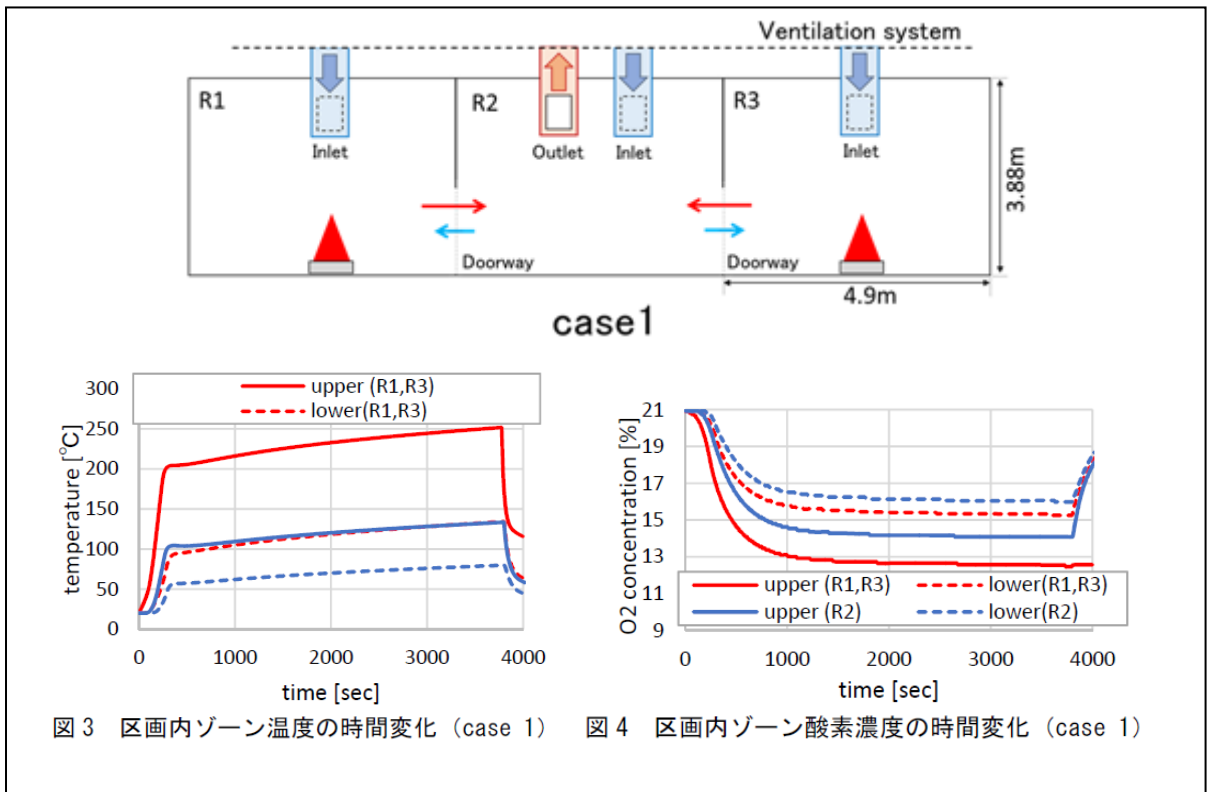 Ventilation system
R1
R2
R3
Inlet
Outlet
Inlet
Inlet
3.88m
Doorway
Doorway
4.9m
case1
temperature [℃]
300
250
200
150
100
50
0
upper (R1,R3)
lower(R1,R3)
0
1000
2000
3000
4000
time [sec]
O2 concentration [%]
21
19
17
15
13
11
9
upper (R1,R3)
lower(R1,R3)
upper (R2)
lower(R2)
0
1000
2000
3000
4000
time [sec]
図3 区画内ゾーン温度の時間変化 (case 1)
図4 区画内ゾーン酸素濃度の時間変化 (case 1)